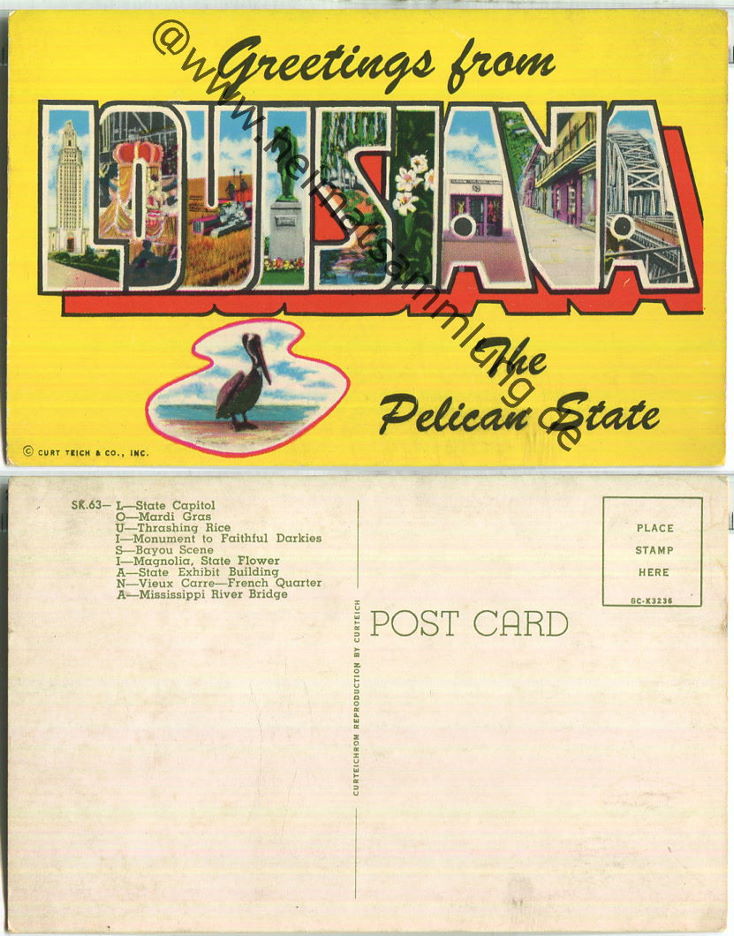 Greetings from
LOUISIANA
The
Pelican State
© CURT TEICH & CO., INC.
@www.heimatsammlung.de
SK.63— L—State Capitol
O—Mardi Gras
U—Thrashing Rice
I—Monument to Faithful Darkies
S—Bayou Scene
I—Magnolia, State Flower
A—State Exhibit Building
N—Vieux Carre—French Quarter
A—Mississippi River Bridge
CURTEICHROM REPRODUCTION BY CURTEICH
POST CARD
PLACE
STAMP
HERE
6C-K3236